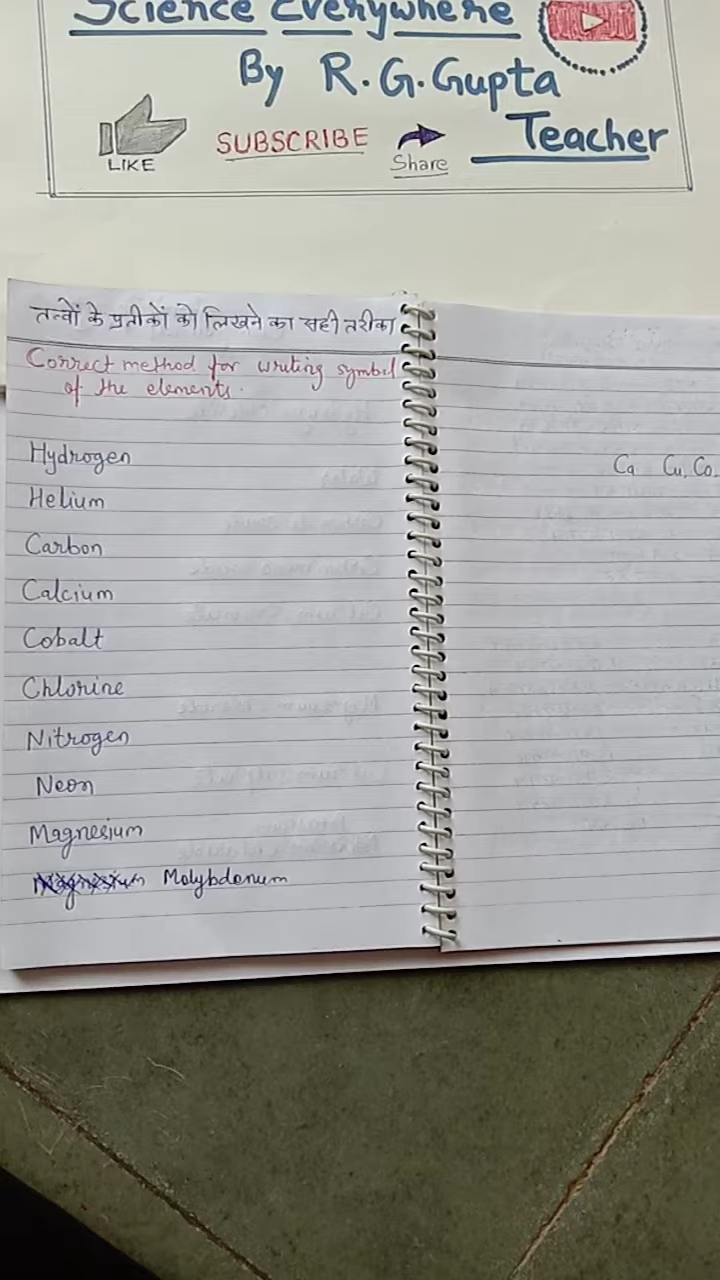 Science Everywhere
By R.G.Gupta
Teacher
LIKE
SUBSCRIBE
Share
तत्वों के प्रतीकों को लिखने का सही तरीका
Correct method for writing symbol
of the elements.
Hydrogen
Helium
Carbon
Calcium
Cobalt
Chlorine
Nitrogen
Neon
Magnesium
Molybdenum
Ca Cu, Co,